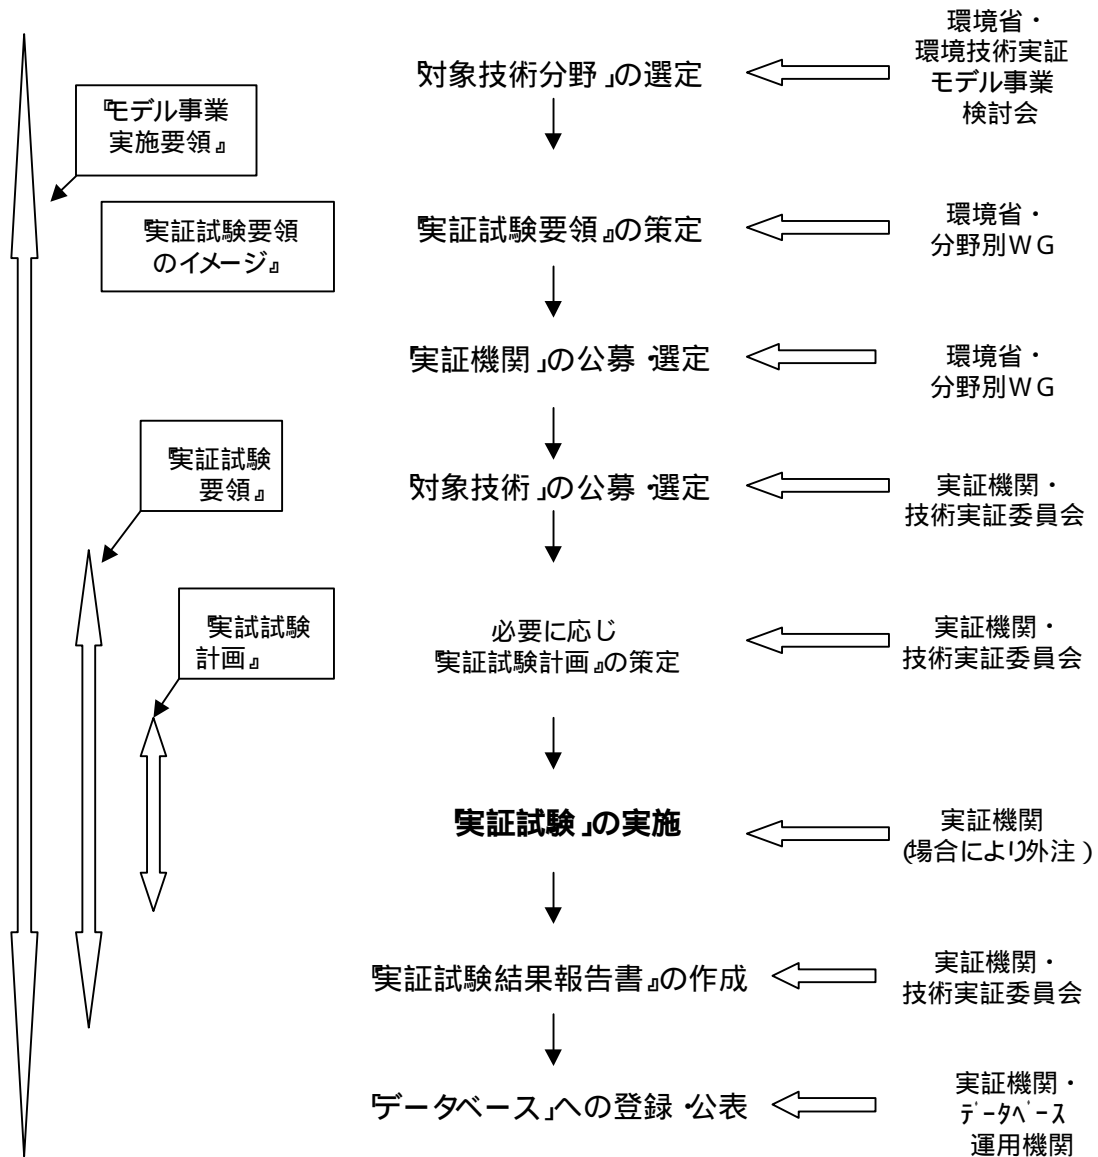 環境省・
環境技術実証
モデル事業
検討会
「対象技術分野」の選定
『モデル事業
実施要領』
『実証試験要領
のイメージ』
『実証試験要領』の策定
環境省・
分野別WG
「実証機関」の公募・選定
環境省・
分野別WG
『実証試験
要領』
「対象技術」の公募・選定
実証機関・
技術実証委員会
『実試試験
計画』
必要に応じ
『実証試験計画』の策定
実証機関・
技術実証委員会
「実証試験」の実施
実証機関
(場合により外注)
『実証試験結果報告書』の作成
実証機関・
技術実証委員会
「データベース」への登録・公表
実証機関・
ﾃﾞｰﾀﾍﾞｰｽ
運用機関